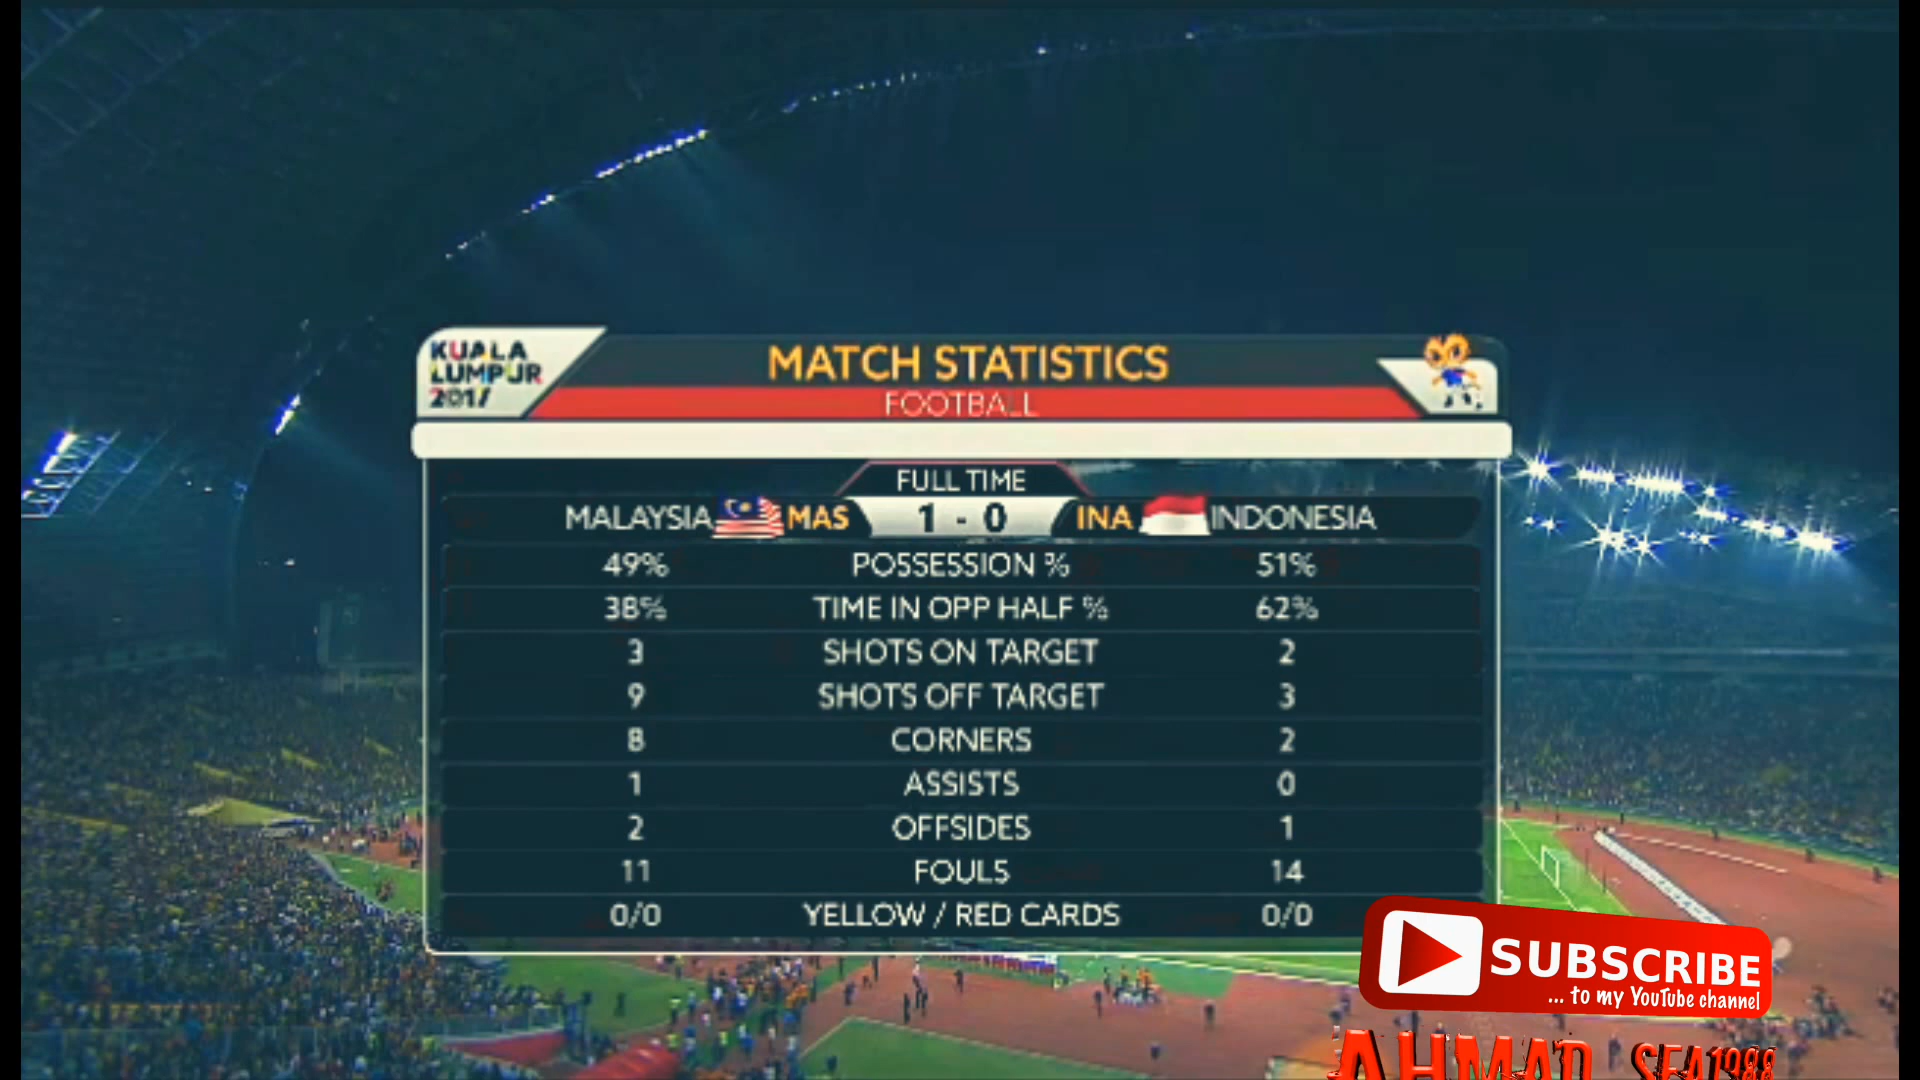 KUALA
LUMPUR
2017
MATCH STATISTICS
FOOTBALL
FULL TIME
MALAYSIA MAS 1 - 0 INA INDONESIA
49% POSSESSION % 51%
38% TIME IN OPP HALF % 62%
3 SHOTS ON TARGET 2
9 SHOTS OFF TARGET 3
8 CORNERS 2
1 ASSISTS 0
2 OFFSIDES 1
11 FOULS 14
0/0 YELLOW / RED CARDS 0/0
SUBSCRIBE
... to my YouTube channel
AHMAD SEA1988